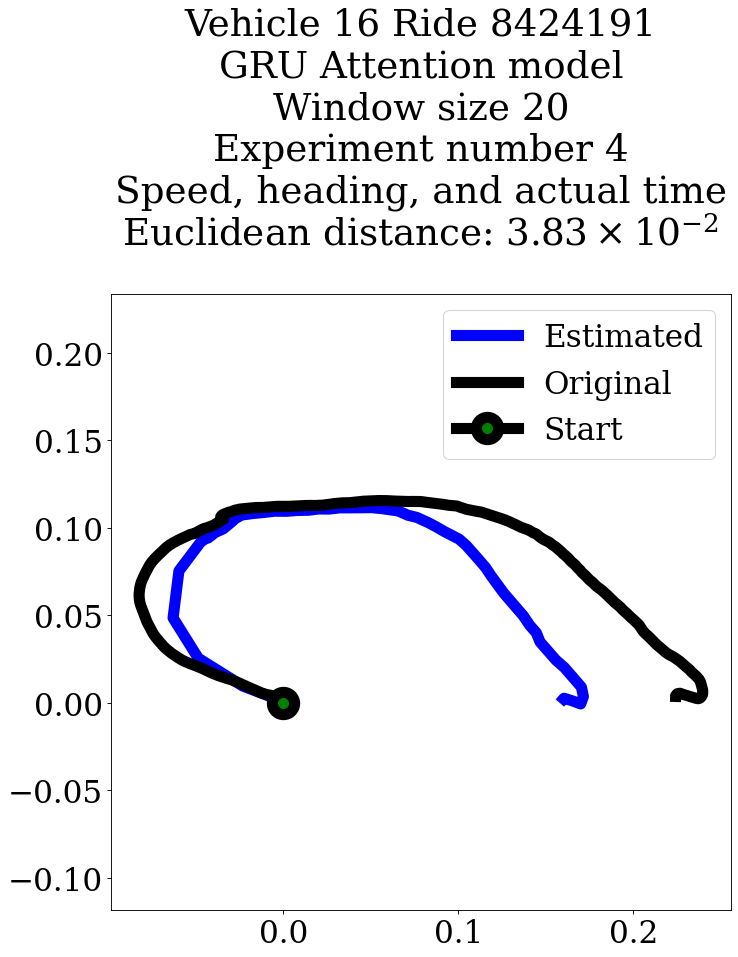 Vehicle 16 Ride 8424191
GRU Attention model
Window size 20
Experiment number 4
Speed, heading, and actual time
Euclidean distance: 3.83 × 10⁻²
Estimated
Original
Start
0.20
0.15
0.10
0.05
0.00
−0.05
−0.10
0.0
0.1
0.2